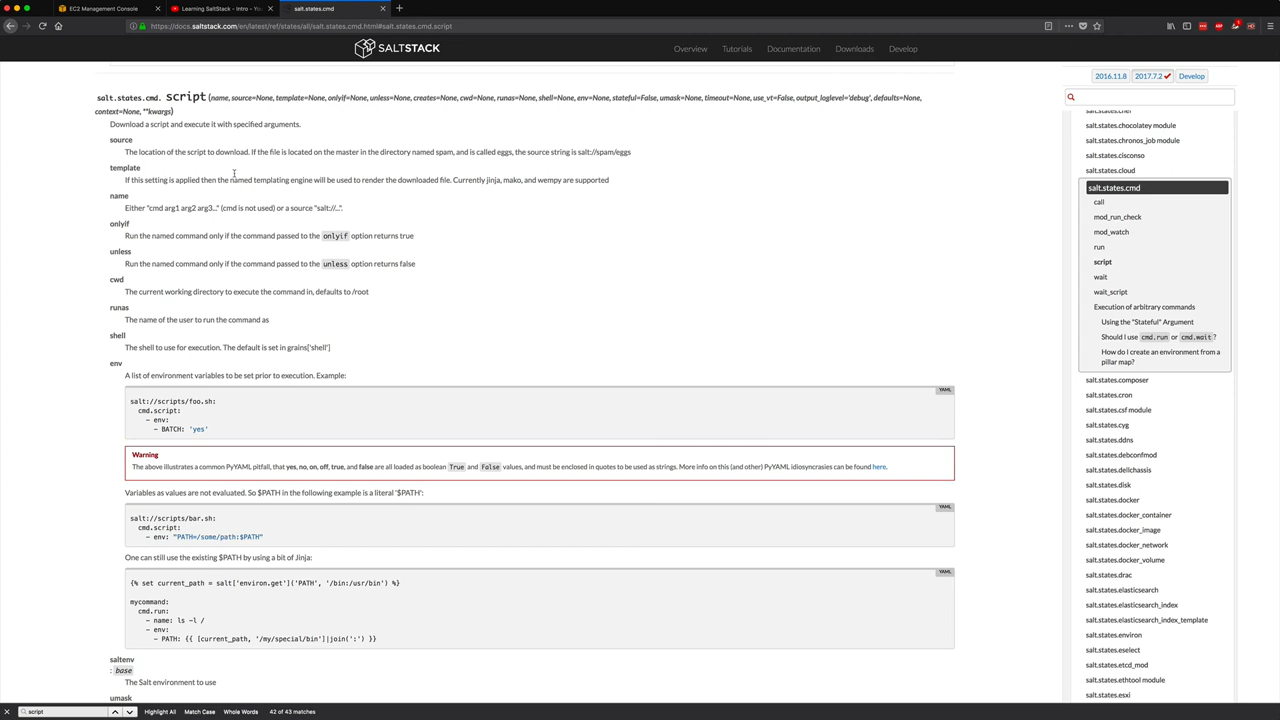 EC2 Management Console
Learning SaltStack - Intro - Yo
salt.states.cmd
https://docs.saltstack.com/en/latest/ref/states/all/salt.states.cmd.html#salt.states.cmd.script
SALTSTACK
Overview
Tutorials
Documentation
Downloads
Develop
salt.states.cmd. script (name, source=None, template=None, onlyif=None, unless=None, creates=None, cwd=None, runas=None, shell=None, env=None, stateful=False, umask=None, timeout=None, use_vt=False, output_loglevel='debug', defaults=None,
context=None, **kwargs)
Download a script and execute it with specified arguments.
source
The location of the script to download. If the file is located on the master in the directory named spam, and is called eggs, the source string is salt://spam/eggs
template
If this setting is applied then the named templating engine will be used to render the downloaded file. Currently jinja, mako, and wempy are supported
name
Either "cmd arg1 arg2 arg3..." (cmd is not used) or a source "salt://...".
onlyif
Run the named command only if the command passed to the onlyif option returns true
unless
Run the named command only if the command passed to the unless option returns false
cwd
The current working directory to execute the command in, defaults to /root
runas
The name of the user to run the command as
shell
The shell to use for execution. The default is set in grains['shell']
env
A list of environment variables to be set prior to execution. Example:
YAML
salt://scripts/foo.sh:
cmd.script:
- env:
- BATCH: 'yes'
Warning
The above illustrates a common PyYAML pitfall, that yes, no, on, off, true, and false are all loaded as boolean True and False values, and must be enclosed in quotes to be used as strings. More info on this (and other) PyYAML idiosyncrasies can be found here.
Variables as values are not evaluated. So $PATH in the following example is a literal '$PATH':
YAML
salt://scripts/bar.sh:
cmd.script:
- env: "PATH=/some/path:$PATH"
One can still use the existing $PATH by using a bit of Jinja:
YAML
{% set current_path = salt['environ.get']('PATH', '/bin:/usr/bin') %}
mycommand:
cmd.run:
- name: ls -l /
- env:
- PATH: {{ [current_path, '/my/special/bin']|join(':') }}
saltenv
: base
The Salt environment to use
umask
2016.11.8
2017.7.2
Develop
salt.states.chef
salt.states.chocolatey module
salt.states.chronos_job module
salt.states.cisconso
salt.states.cloud
salt.states.cmd
call
mod_run_check
mod_watch
run
script
wait
wait_script
Execution of arbitrary commands
Using the "Stateful" Argument
Should I use cmd.run or cmd.wait ?
How do I create an environment from a
pillar map?
salt.states.composer
salt.states.cron
salt.states.csf module
salt.states.cyg
salt.states.ddns
salt.states.debconfmod
salt.states.dellchassis
salt.states.disk
salt.states.docker
salt.states.docker_container
salt.states.docker_image
salt.states.docker_network
salt.states.docker_volume
salt.states.drac
salt.states.elasticsearch
salt.states.elasticsearch_index
salt.states.elasticsearch_index_template
salt.states.environ
salt.states.eselect
salt.states.etcd_mod
salt.states.ethtool module
salt.states.esxi
script
Highlight All
Match Case
Whole Words
42 of 43 matches